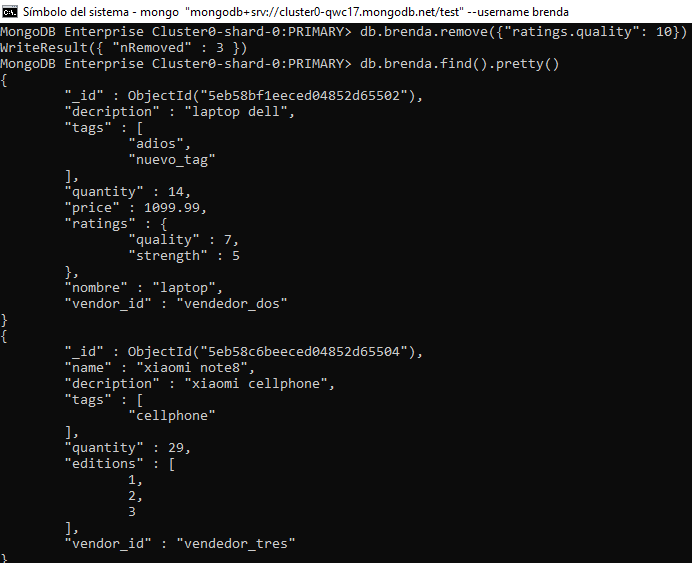 Símbolo del sistema - mongo "mongodb+srv://cluster0-qwc17.mongodb.net/test" --username brenda
MongoDB Enterprise Cluster0-shard-0:PRIMARY> db.brenda.remove({"ratings.quality": 10})
WriteResult({ "nRemoved" : 3 })
MongoDB Enterprise Cluster0-shard-0:PRIMARY> db.brenda.find().pretty()
{
"_id" : ObjectId("5eb58bf1eeced04852d65502"),
"decription" : "laptop dell",
"tags" : [
"adios",
"nuevo_tag"
],
"quantity" : 14,
"price" : 1099.99,
"ratings" : {
"quality" : 7,
"strength" : 5
},
"nombre" : "laptop",
"vendor_id" : "vendedor_dos"
}
{
"_id" : ObjectId("5eb58c6beeced04852d65504"),
"name" : "xiaomi note8",
"decription" : "xiaomi cellphone",
"tags" : [
"cellphone"
],
"quantity" : 29,
"editions" : [
1,
2,
3
],
"vendor_id" : "vendedor_tres"
}